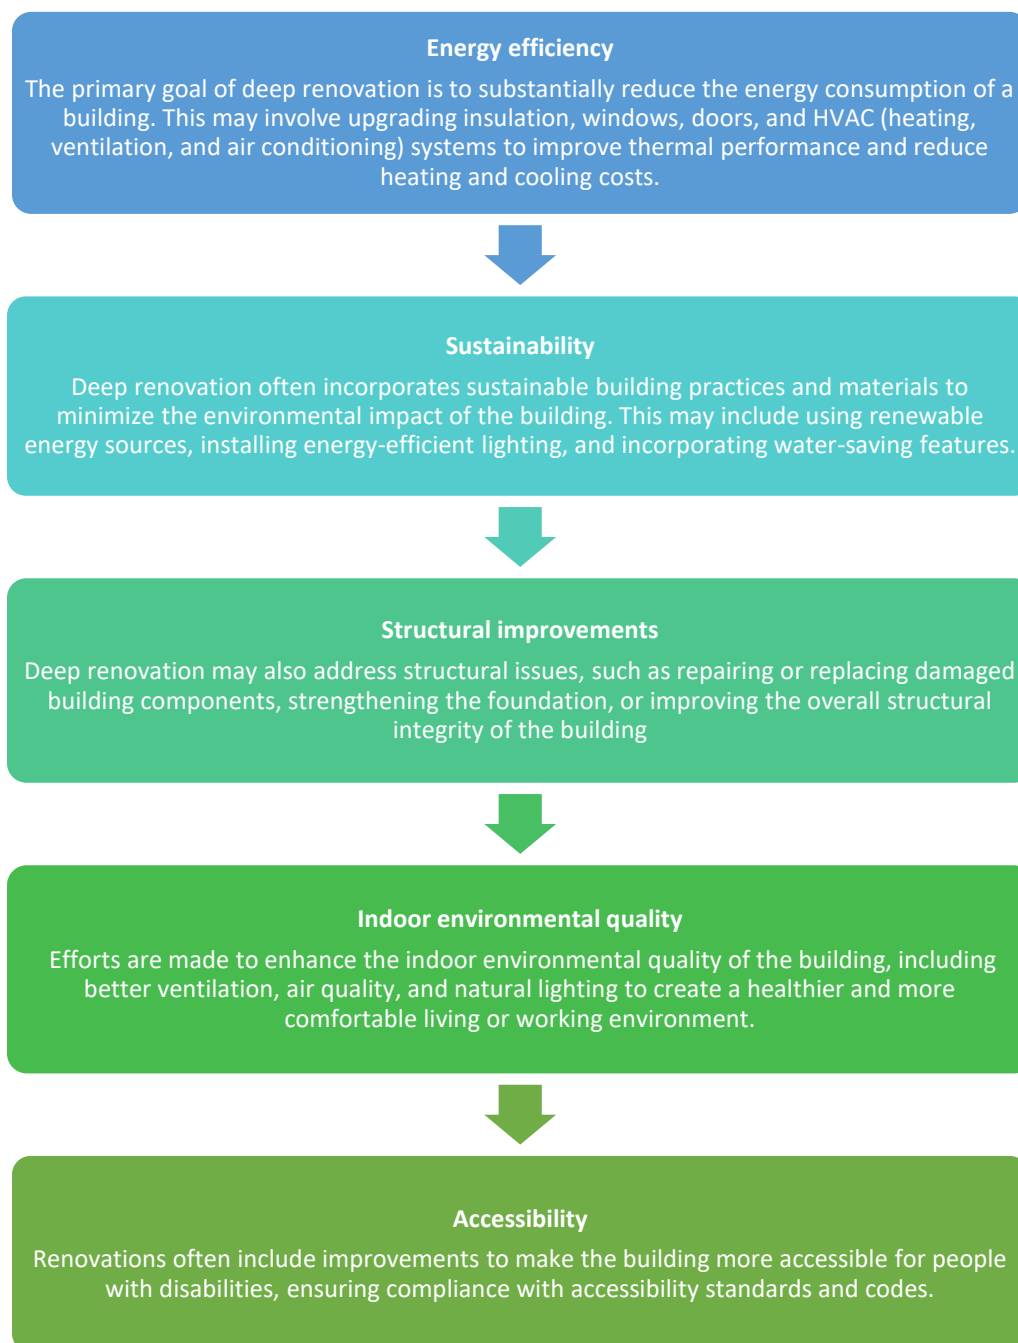 Energy efficiency
The primary goal of deep renovation is to substantially reduce the energy consumption of a
building. This may involve upgrading insulation, windows, doors, and HVAC (heating,
ventilation, and air conditioning) systems to improve thermal performance and reduce
heating and cooling costs.
Sustainability
Deep renovation often incorporates sustainable building practices and materials to
minimize the environmental impact of the building. This may include using renewable
energy sources, installing energy-efficient lighting, and incorporating water-saving features.
Structural improvements
Deep renovation may also address structural issues, such as repairing or replacing damaged
building components, strengthening the foundation, or improving the overall structural
integrity of the building
Indoor environmental quality
Efforts are made to enhance the indoor environmental quality of the building, including
better ventilation, air quality, and natural lighting to create a healthier and more
comfortable living or working environment.
Accessibility
Renovations often include improvements to make the building more accessible for people
with disabilities, ensuring compliance with accessibility standards and codes.